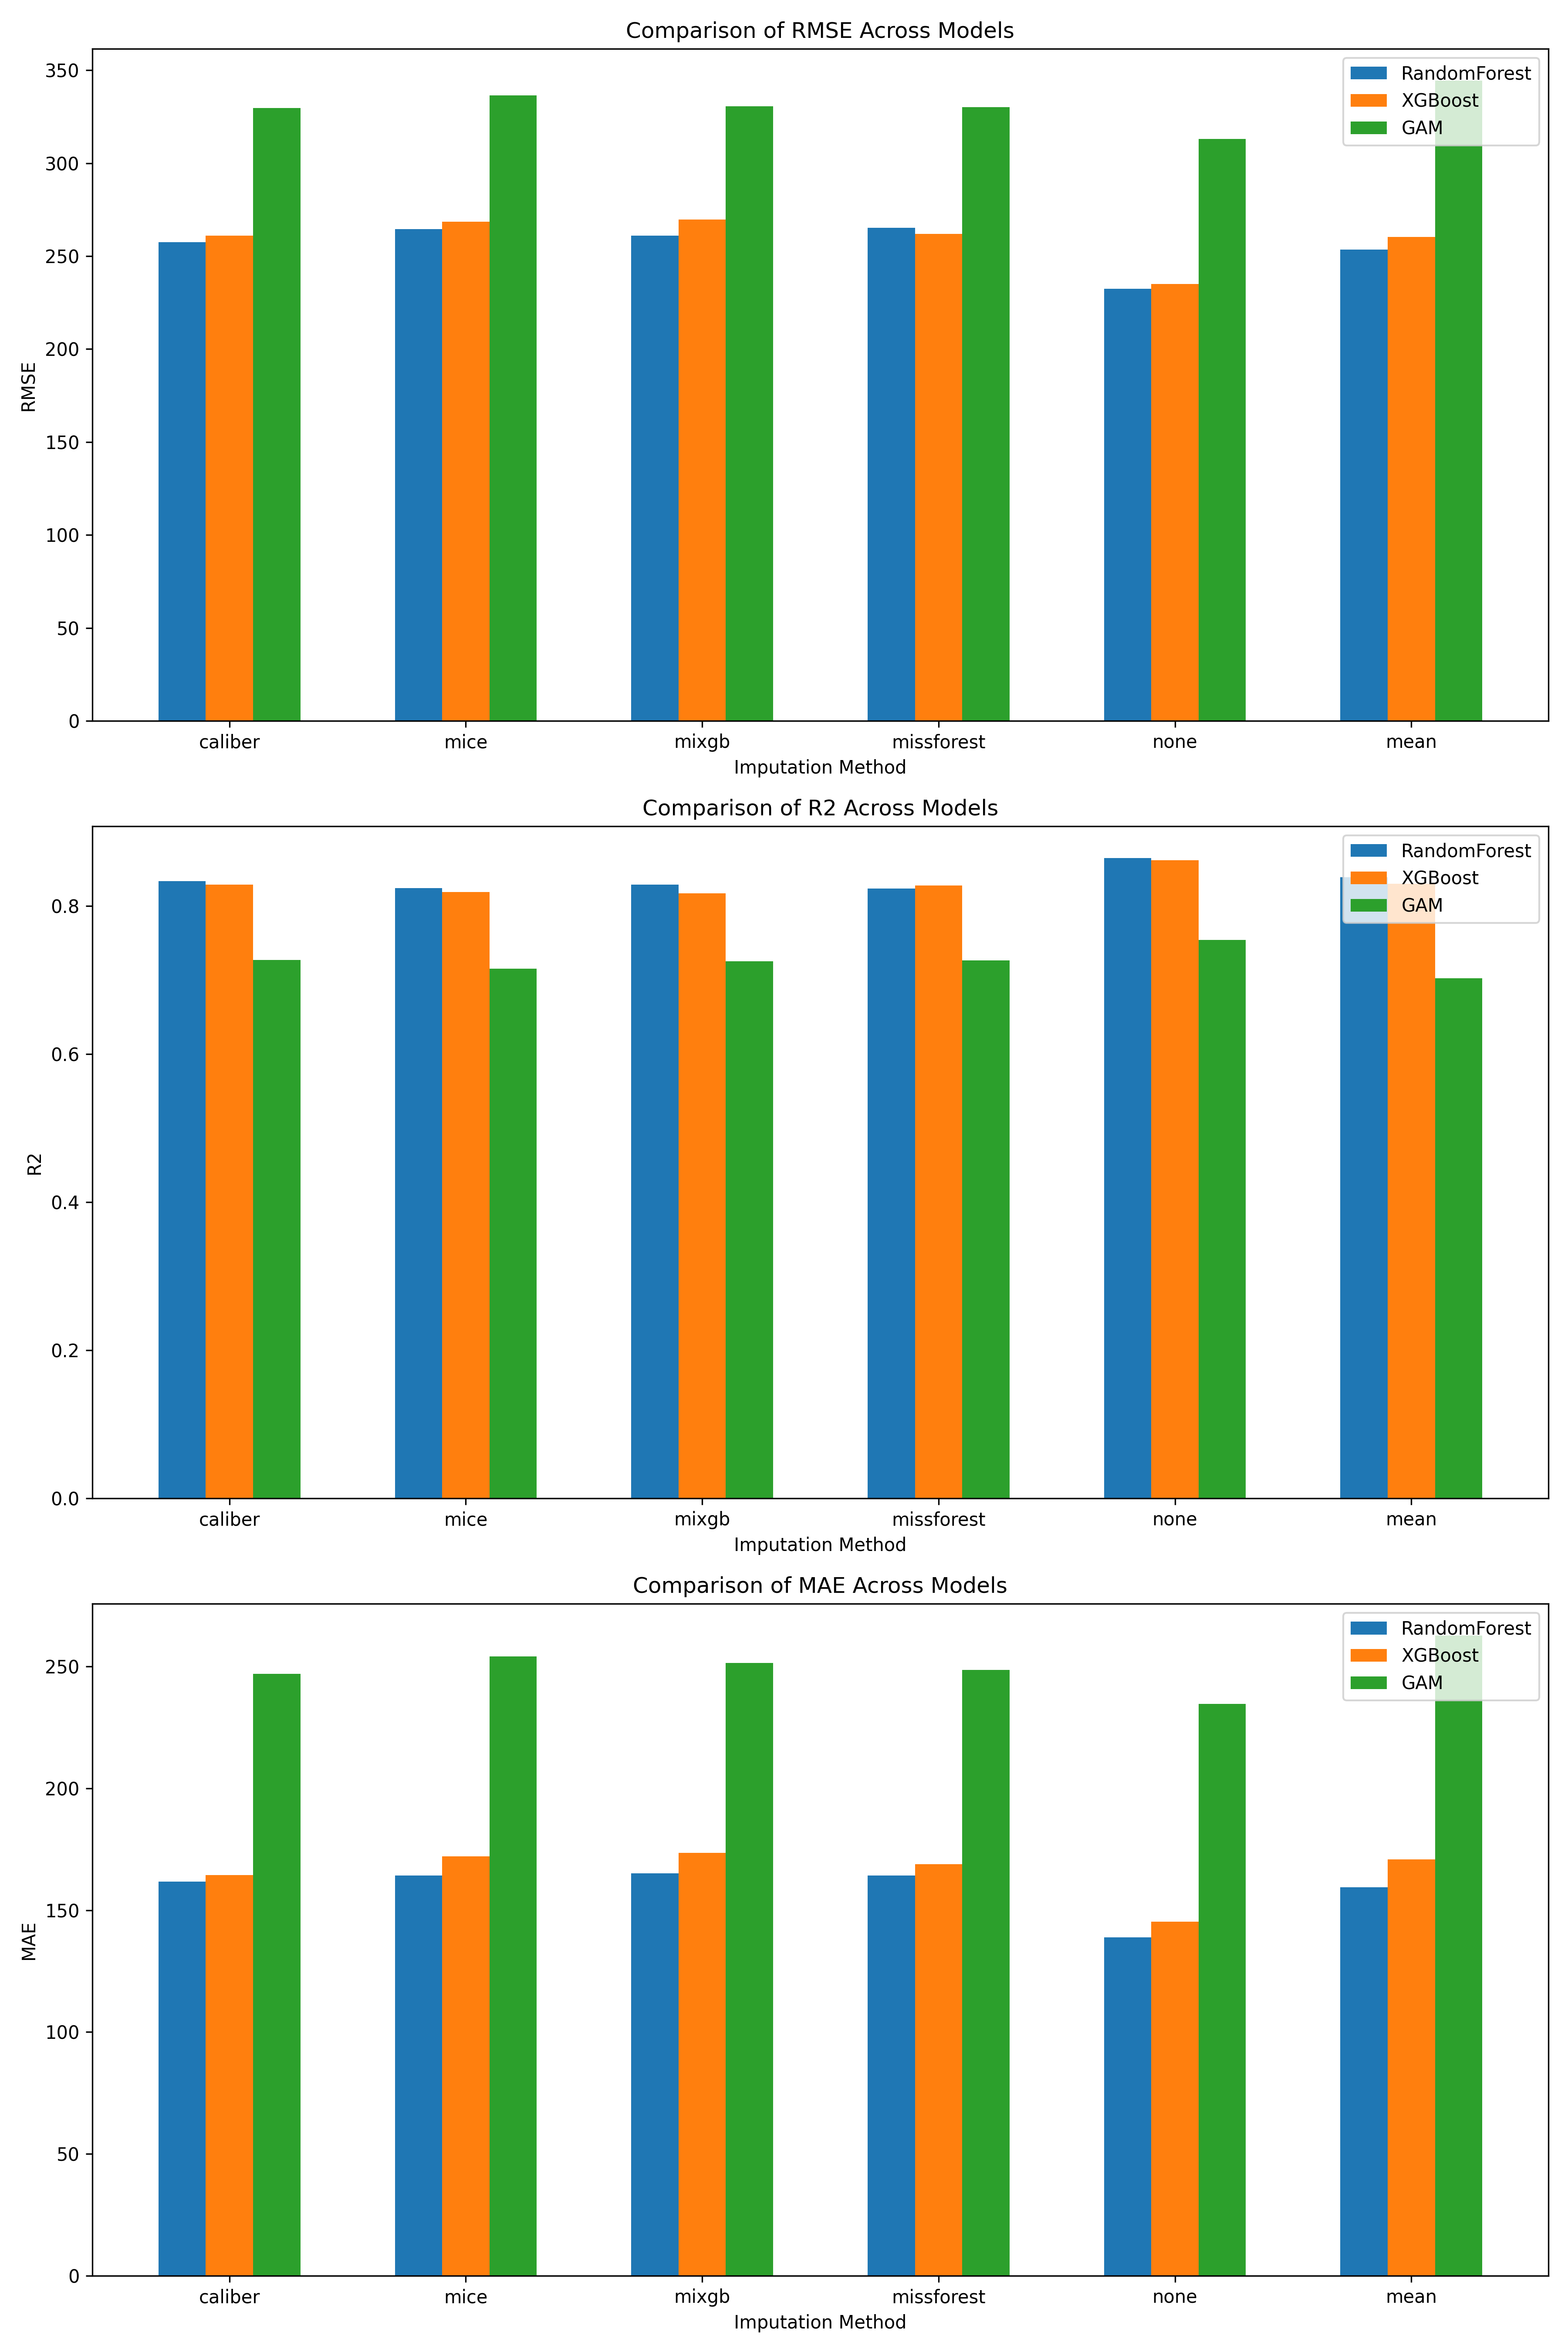 Comparison of RMSE Across Models
350
300
250
200
150
100
50
0
RMSE
RandomForest
XGBoost
GAM
caliber mice mixgb missforest none mean
Imputation Method
Comparison of R2 Across Models
0.8
0.6
0.4
0.2
0.0
R2
RandomForest
XGBoost
GAM
caliber mice mixgb missforest none mean
Imputation Method
Comparison of MAE Across Models
250
200
150
100
50
0
MAE
RandomForest
XGBoost
GAM
caliber mice mixgb missforest none mean
Imputation Method